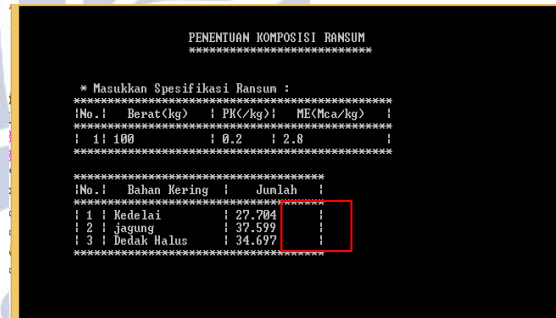 PENENTUAN KOMPOSISI RANSUM
****************************
* Masukkan Spesifikasi Ransum :
*************************************************
|No.| Berat(kg) | PK(/kg)| ME(Mca/kg) |
*************************************************
| 1| 100 | 0.2 | 2.8 |
*************************************************
**************************************
|No.| Bahan Kering | Jumlah |
**************************************
| 1 | Kedelai | 27.704 |
| 2 | jagung | 37.599 |
| 3 | Dedak Halus | 34.697 |
**************************************